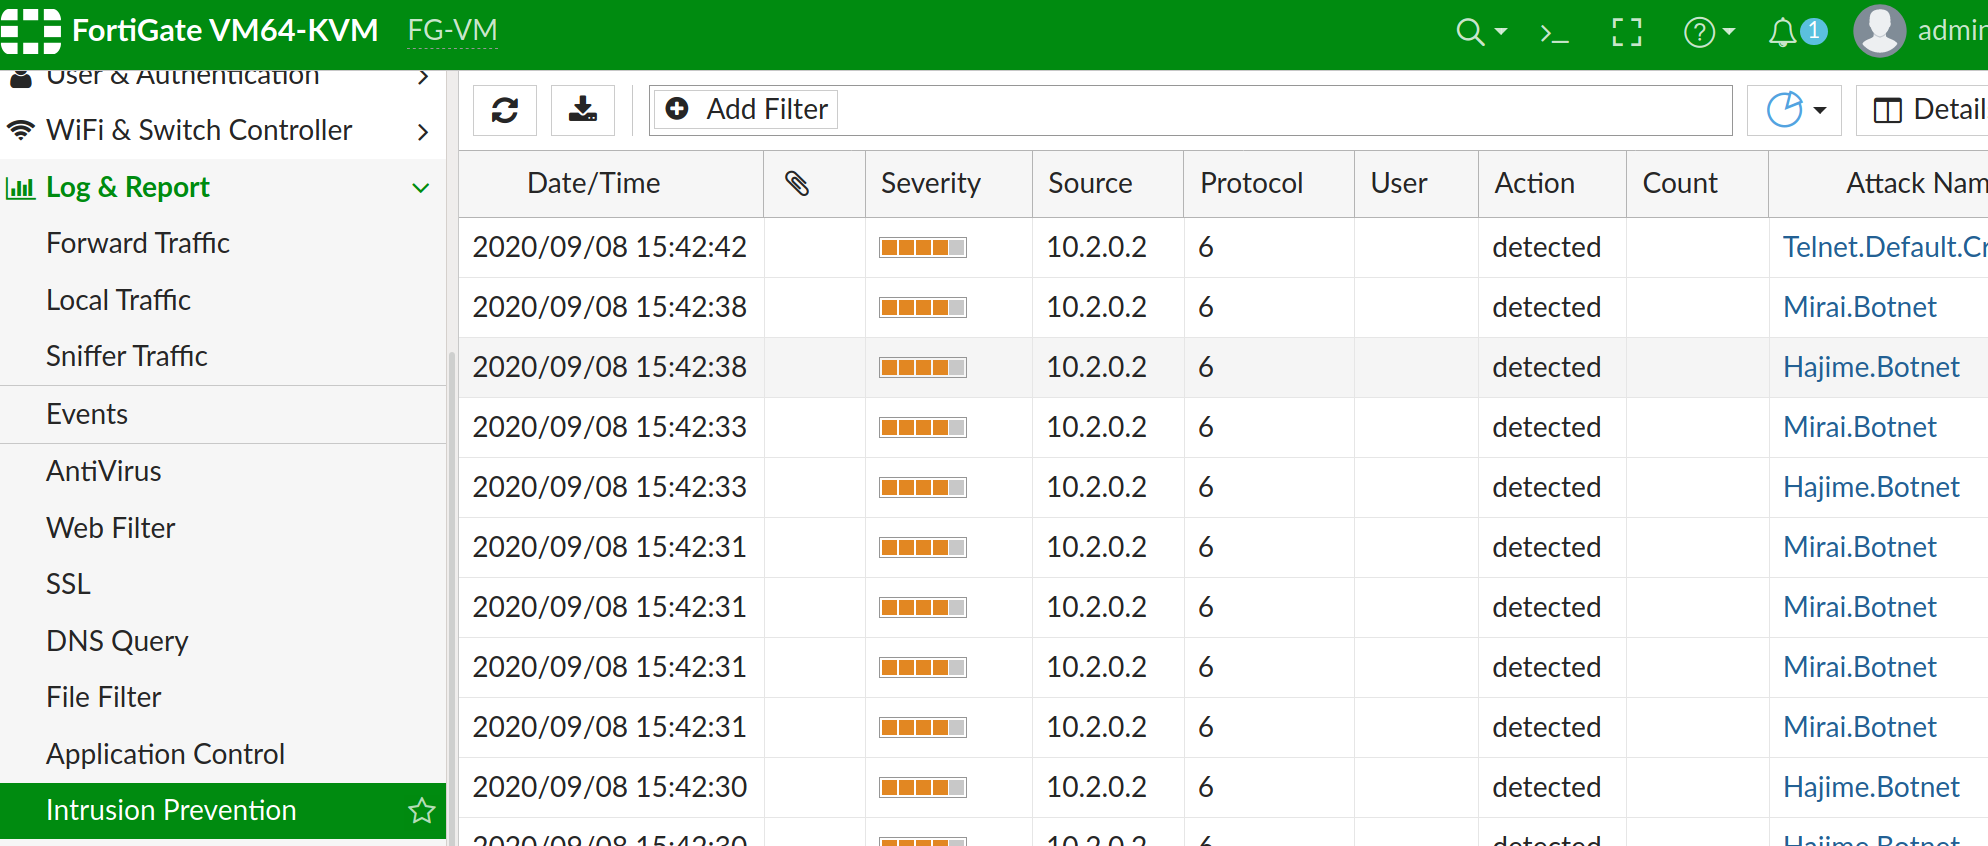 FortiGate VM64-KVM FG-VM 1 admin
User & Authentication
WiFi & Switch Controller
Log & Report
Forward Traffic
Local Traffic
Sniffer Traffic
Events
AntiVirus
Web Filter
SSL
DNS Query
File Filter
Application Control
Intrusion Prevention
Add Filter Detail
Date/Time Severity Source Protocol User Action Count Attack Nam
2020/09/08 15:42:42 10.2.0.2 6 detected Telnet.Default.Cr
2020/09/08 15:42:38 10.2.0.2 6 detected Mirai.Botnet
2020/09/08 15:42:38 10.2.0.2 6 detected Hajime.Botnet
2020/09/08 15:42:33 10.2.0.2 6 detected Mirai.Botnet
2020/09/08 15:42:33 10.2.0.2 6 detected Hajime.Botnet
2020/09/08 15:42:31 10.2.0.2 6 detected Mirai.Botnet
2020/09/08 15:42:31 10.2.0.2 6 detected Mirai.Botnet
2020/09/08 15:42:31 10.2.0.2 6 detected Mirai.Botnet
2020/09/08 15:42:31 10.2.0.2 6 detected Mirai.Botnet
2020/09/08 15:42:30 10.2.0.2 6 detected Hajime.Botnet
2020/09/08 15:42:30 10.2.0.2 6 detected Hajime.Botnet